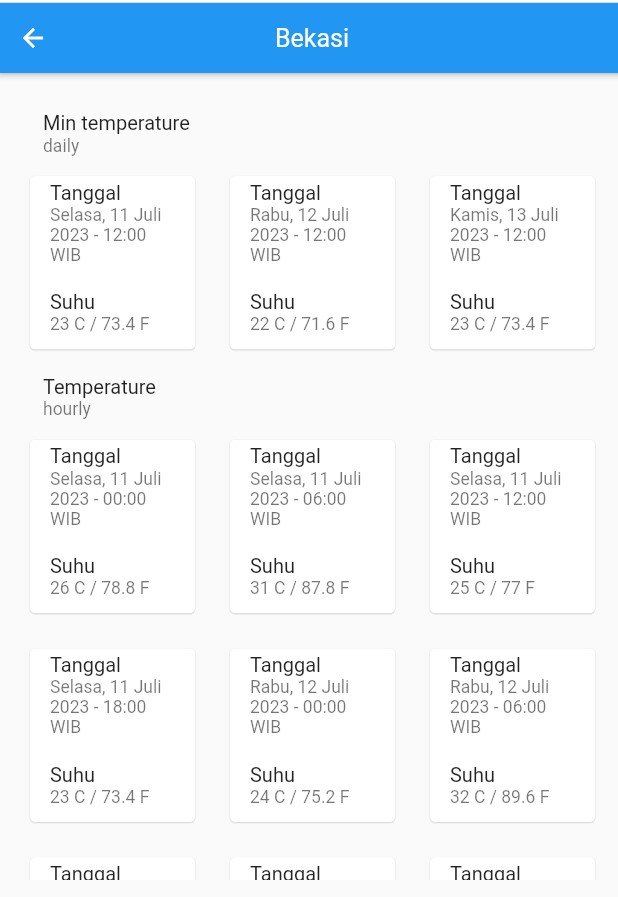 Bekasi
Min temperature
daily
Tanggal
Selasa, 11 Juli
2023 - 12:00
WIB
Suhu
23 C / 73.4 F
Tanggal
Rabu, 12 Juli
2023 - 12:00
WIB
Suhu
22 C / 71.6 F
Tanggal
Kamis, 13 Juli
2023 - 12:00
WIB
Suhu
23 C / 73.4 F
Temperature
hourly
Tanggal
Selasa, 11 Juli
2023 - 00:00
WIB
Suhu
26 C / 78.8 F
Tanggal
Selasa, 11 Juli
2023 - 06:00
WIB
Suhu
31 C / 87.8 F
Tanggal
Selasa, 11 Juli
2023 - 12:00
WIB
Suhu
25 C / 77 F
Tanggal
Selasa, 11 Juli
2023 - 18:00
WIB
Suhu
23 C / 73.4 F
Tanggal
Rabu, 12 Juli
2023 - 00:00
WIB
Suhu
24 C / 75.2 F
Tanggal
Rabu, 12 Juli
2023 - 06:00
WIB
Suhu
32 C / 89.6 F
Tanggal
Tanggal
Tanggal